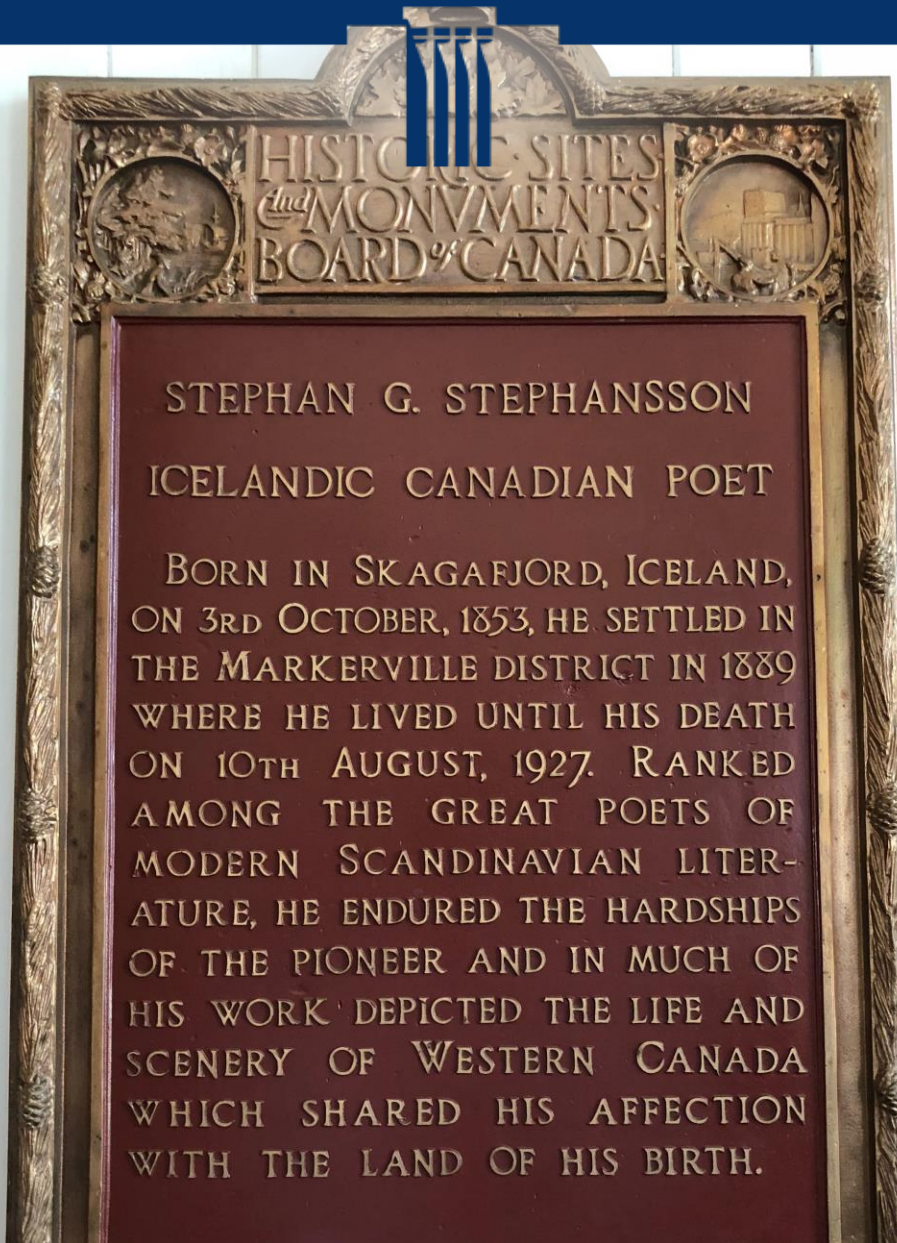 HISTORIC · SITES
And MONVMENTS ·
BOARD of CANADA ·
STEPHAN G. STEPHANSSON
ICELANDIC CANADIAN POET
BORN IN SKAGAFJORD, ICELAND,
ON 3RD OCTOBER, 1853, HE SETTLED IN
THE MARKERVILLE DISTRICT IN 1889
WHERE HE LIVED UNTIL HIS DEATH
ON 10TH AUGUST, 1927. RANKED
AMONG THE GREAT POETS OF
MODERN SCANDINAVIAN LITER-
ATURE, HE ENDURED THE HARDSHIPS
OF THE PIONEER AND IN MUCH OF
HIS WORK DEPICTED THE LIFE AND
SCENERY OF WESTERN CANADA
WHICH SHARED HIS AFFECTION
WITH THE LAND OF HIS BIRTH.